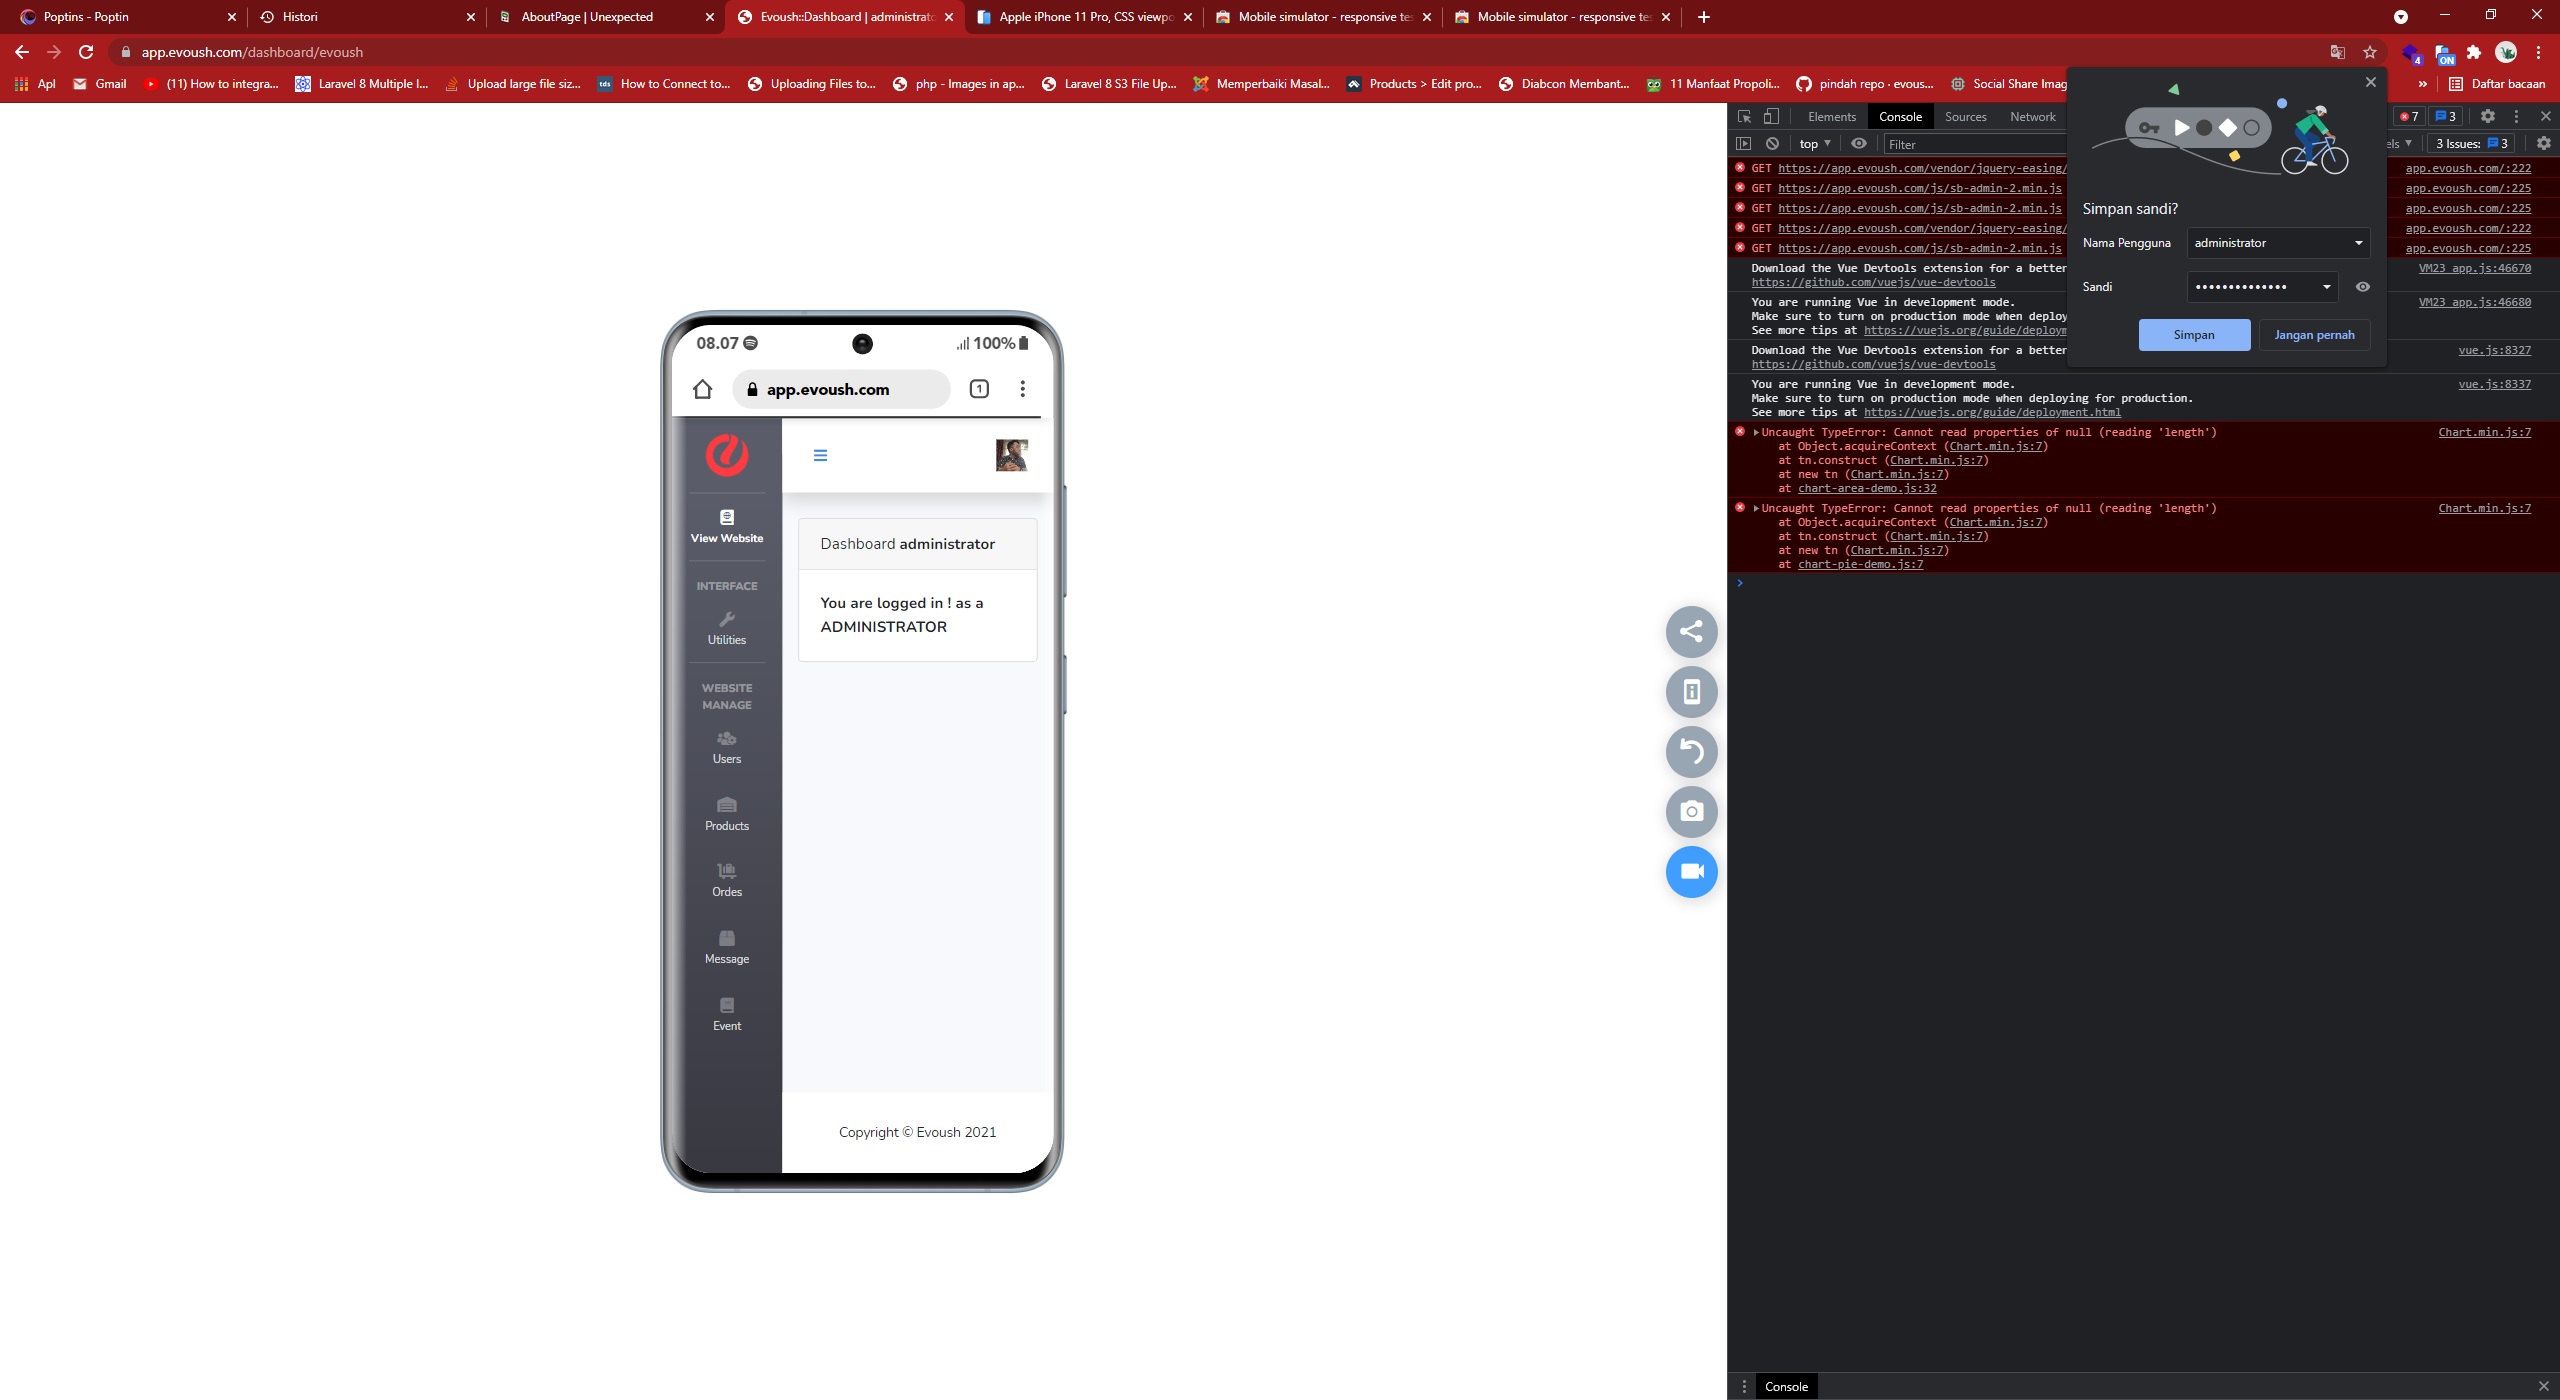 Poptins - Poptin
Histori
AboutPage | Unexpected
Evoush::Dashboard | administrato
Apple iPhone 11 Pro, CSS viewpo
Mobile simulator - responsive tes
Mobile simulator - responsive tes
app.evoush.com/dashboard/evoush
4
ON
Apl
Gmail
(11) How to integra...
Laravel 8 Multiple I...
Upload large file siz...
tds
How to Connect to...
Uploading Files to...
php - Images in ap...
Laravel 8 S3 File Up...
Memperbaiki Masal...
Products > Edit pro...
Diabcon Membant...
11 Manfaat Propoli...
pindah repo · evous...
Social Share Imag
»
Daftar bacaan
08.07
100%
app.evoush.com
1
View Website
INTERFACE
Utilities
WEBSITE
MANAGE
Users
Products
Ordes
Message
Event
Dashboard administrator
You are logged in ! as a
ADMINISTRATOR
Copyright © Evoush 2021
Elements
Console
Sources
Network
7
3
top
Filter
els
3 Issues:
3
GET https://app.evoush.com/vendor/jquery-easing/
app.evoush.com/:222
GET https://app.evoush.com/js/sb-admin-2.min.js
app.evoush.com/:225
GET https://app.evoush.com/js/sb-admin-2.min.js
app.evoush.com/:225
GET https://app.evoush.com/vendor/jquery-easing/
app.evoush.com/:222
GET https://app.evoush.com/js/sb-admin-2.min.js
app.evoush.com/:225
Download the Vue Devtools extension for a better
VM23 app.js:46670
https://github.com/vuejs/vue-devtools
You are running Vue in development mode.
VM23 app.js:46680
Make sure to turn on production mode when deploy
See more tips at https://vuejs.org/guide/deploym
Download the Vue Devtools extension for a better
vue.js:8327
https://github.com/vuejs/vue-devtools
You are running Vue in development mode.
vue.js:8337
Make sure to turn on production mode when deploying for production.
See more tips at https://vuejs.org/guide/deployment.html
Uncaught TypeError: Cannot read properties of null (reading 'length')
Chart.min.js:7
at Object.acquireContext (Chart.min.js:7)
at tn.construct (Chart.min.js:7)
at new tn (Chart.min.js:7)
at chart-area-demo.js:32
Uncaught TypeError: Cannot read properties of null (reading 'length')
Chart.min.js:7
at Object.acquireContext (Chart.min.js:7)
at tn.construct (Chart.min.js:7)
at new tn (Chart.min.js:7)
at chart-pie-demo.js:7
Simpan sandi?
Nama Pengguna
administrator
Sandi
••••••••••••••
Simpan
Jangan pernah
Console